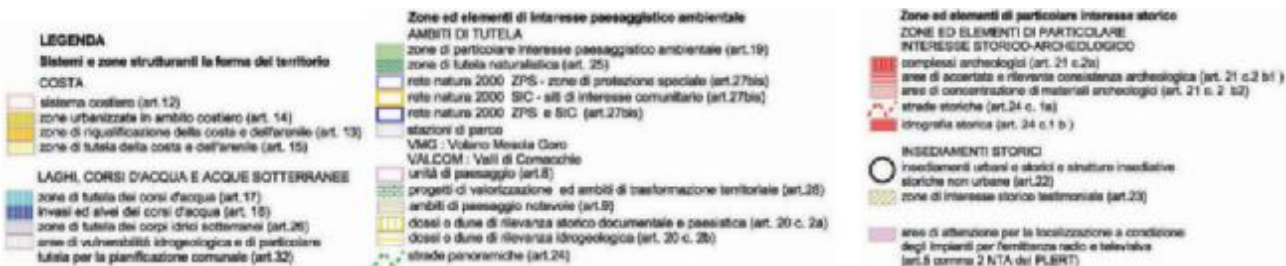 LEGENDA
Sistemi e zone strutturanti la forma del territorio
COSTA
sistema costiero (art.12)
zone urbanizzate in ambito costiero (art. 14)
zone di riqualificazione della costa e dell'arenile (art. 13)
zone di tutela della costa e dell'arenile (art. 15)
LAGHI, CORSI D'ACQUA E ACQUE SOTTERRANEE
zone di tutela dei corsi d'acqua (art.17)
invasi ed alvei dei corsi d'acqua (art. 18)
zone di tutela dei corpi idrici sotterranei (art.26)
aree di vulnerabilità idrogeologica e di particolare
tutela per la pianificazione comunale (art.32)
Zone ed elementi di interesse paesaggistico ambientale
AMBITI DI TUTELA
zone di particolare interesse paesaggistico ambientale (art.19)
zone di tutela naturalistica (art. 25)
rete natura 2000 ZPS - zone di protezione speciale (art.27bis)
rete natura 2000 SIC - siti di interesse comunitario (art.27bis)
rete natura 2000 ZPS e SIC (art.27bis)
stazioni di parco
VMG : Volano Mesola Goro
VALCOM : Valli di Comacchio
unità di paesaggio (art.8)
progetti di valorizzazione ed ambiti di trasformazione territoriale (art.28)
ambiti di paesaggio notevole (art.9)
dossi o dune di rilevanza storico documentale e paesistica (art. 20 c. 2a)
dossi o dune di rilevanza idrogeologica (art. 20 c. 2b)
strade panoramiche (art.24)
Zone ed elementi di particolare interesse storico
ZONE ED ELEMENTI DI PARTICOLARE
INTERESSE STORICO-ARCHEOLOGICO
complessi archeologici (art. 21 c.2a)
aree di accertata e rilevante consistenza archeologica (art. 21 c.2 b1 )
aree di concentrazione di materiali archeologici (art. 21 c. 2 b2)
strade storiche (art.24 c. 1a)
idrografia storica (art. 24 c.1 b )
INSEDIAMENTI STORICI
insediamenti urbani e storici e strutture insediative
storiche non urbane (art.22)
zone di interesse storico testimoniale (art.23)
aree di attenzione per la localizzazione a condizione
degli impianti per l'emittenza radio e televisiva
(art.5 comma 2 NTA del PLERT)